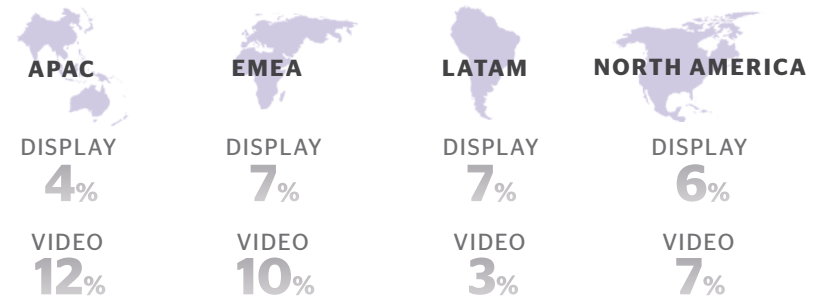 APAC EMEA LATAM NORTH AMERICA
DISPLAY DISPLAY DISPLAY DISPLAY
4% 7% 7% 6%
VIDEO VIDEO VIDEO VIDEO
12% 10% 3% 7%